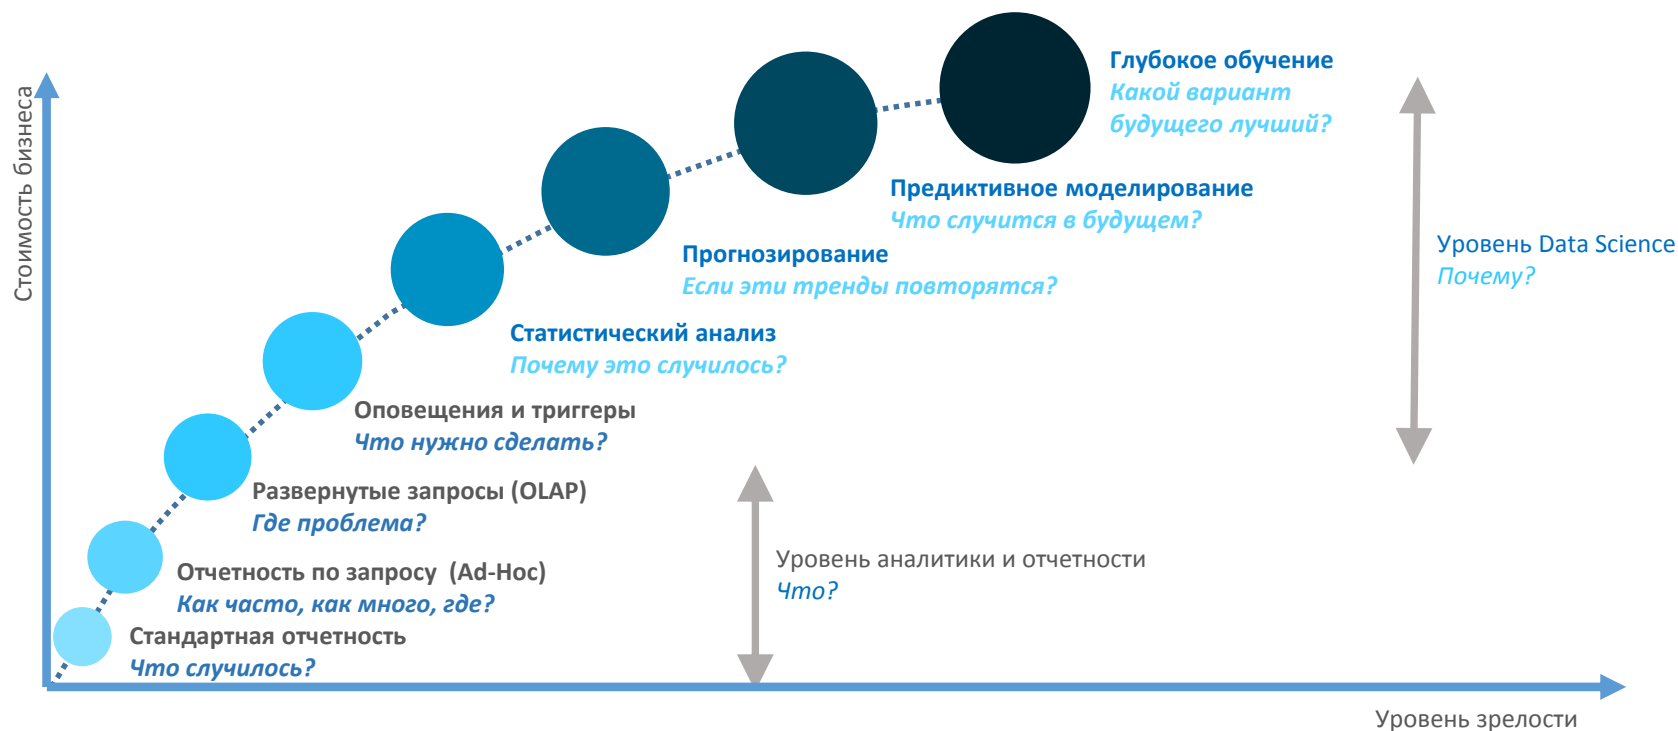 Стоимость бизнеса
Глубокое обучение
Какой вариант
будущего лучший?
Предиктивное моделирование
Что случится в будущем?
Прогнозирование
Если эти тренды повторятся?
Статистический анализ
Почему это случилось?
Оповещения и триггеры
Что нужно сделать?
Развернутые запросы (OLAP)
Где проблема?
Отчетность по запросу (Ad-Hoc)
Как часто, как много, где?
Стандартная отчетность
Что случилось?
Уровень Data Science
Почему?
Уровень аналитики и отчетности
Что?
Уровень зрелости